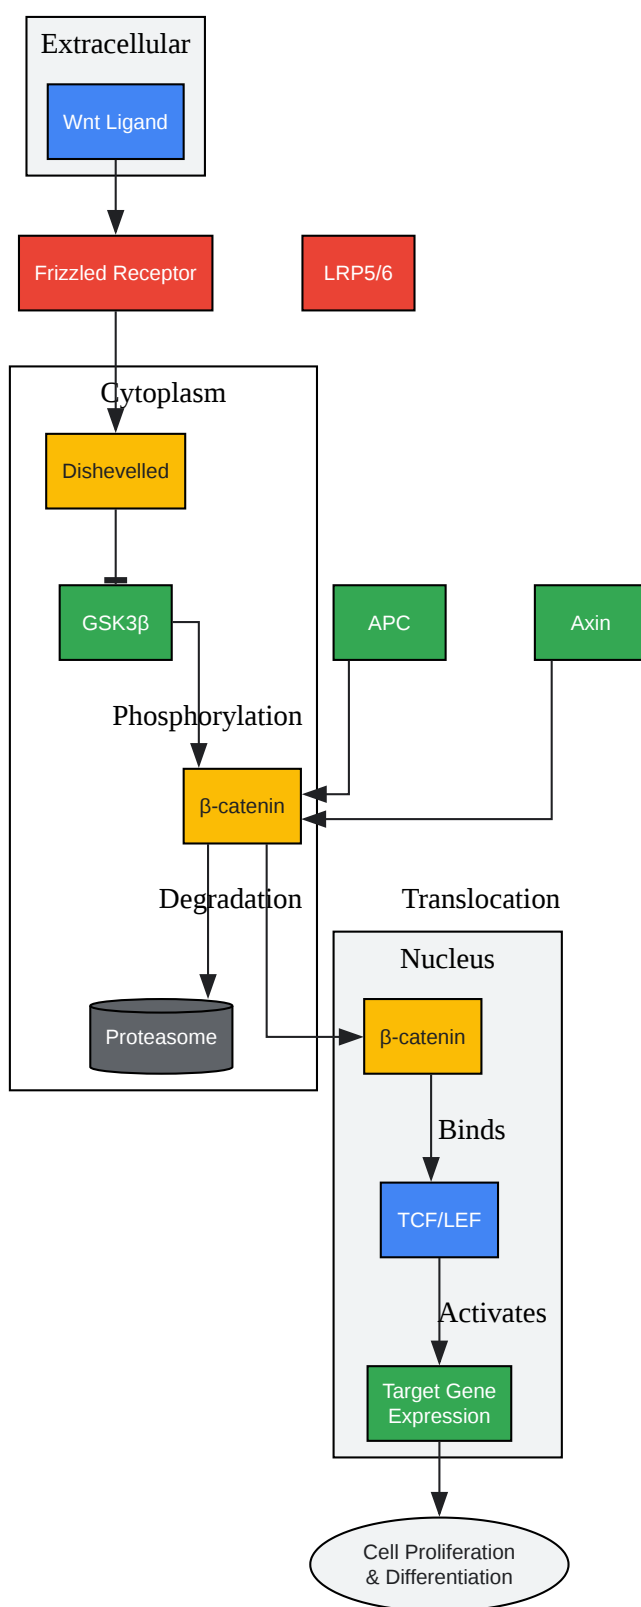 Extracellular
Wnt Ligand
Frizzled Receptor
LRP5/6
Cytoplasm
Dishevelled
GSK3β
APC
Axin
Phosphorylation
β-catenin
Degradation
Translocation
Nucleus
Proteasome
β-catenin
Binds
TCF/LEF
Activates
Target Gene
Expression
Cell Proliferation
& Differentiation